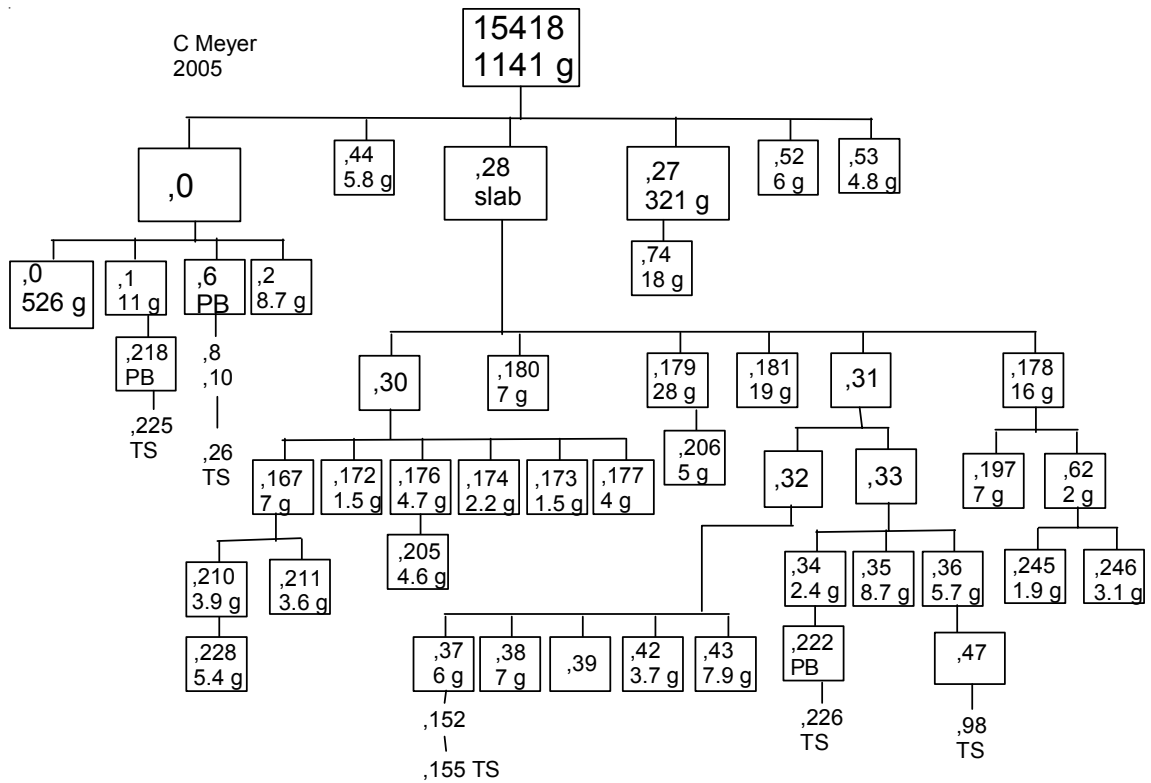 C Meyer
2005
15418
1141 g
,0
,44
5.8 g
,28
slab
,27
321 g
,52
6 g
,53
4.8 g
,74
18 g
,0
526 g
,1
11 g
,6
PB
,2
8.7 g
,218
PB
,225
TS
,8
,10
,26
TS
,30
,180
7 g
,179
28 g
,181
19 g
,31
,178
16 g
,206
5 g
,167
7 g
,172
1.5 g
,176
4.7 g
,174
2.2 g
,173
1.5 g
,177
4 g
,32
,33
,197
7 g
,62
2 g
,210
3.9 g
,211
3.6 g
,205
4.6 g
,34
2.4 g
,35
8.7 g
,36
5.7 g
,245
1.9 g
,246
3.1 g
,228
5.4 g
,37
6 g
,38
7 g
,39
,42
3.7 g
,43
7.9 g
,222
PB
,47
,152
,155 TS
,226
TS
,98
TS